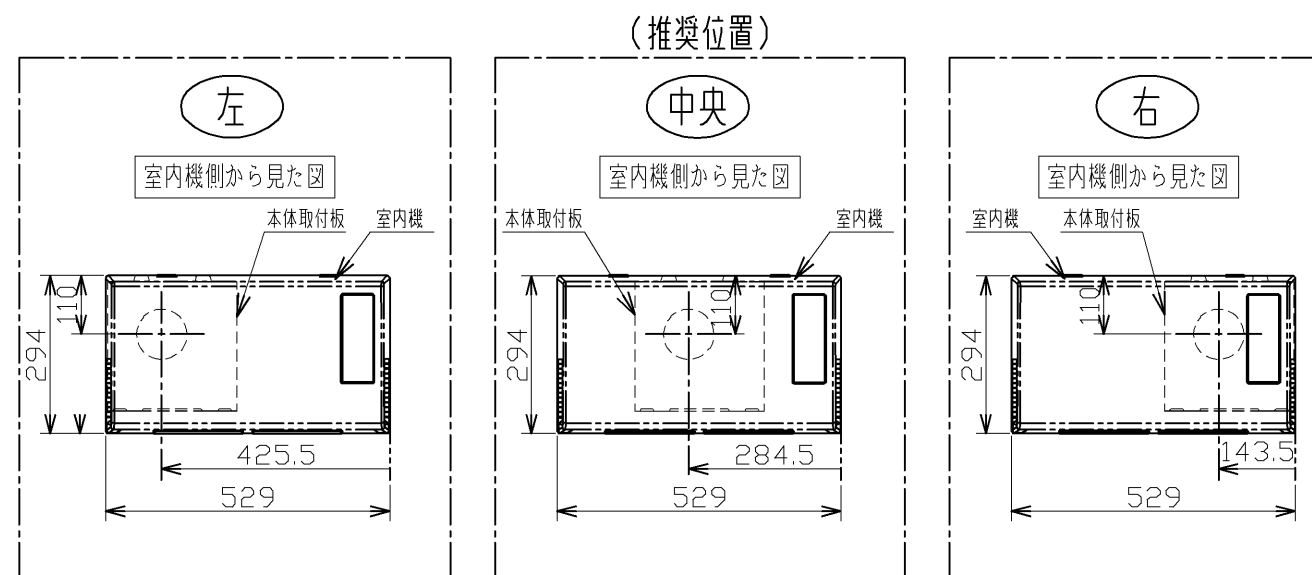 (推奨位置)
左
室内機側から見た図
本体取付板
室内機
110
294
425.5
529
中央
室内機側から見た図
本体取付板
室内機
110
294
284.5
529
右
室内機側から見た図
室内機
本体取付板
110
294
143.5
529